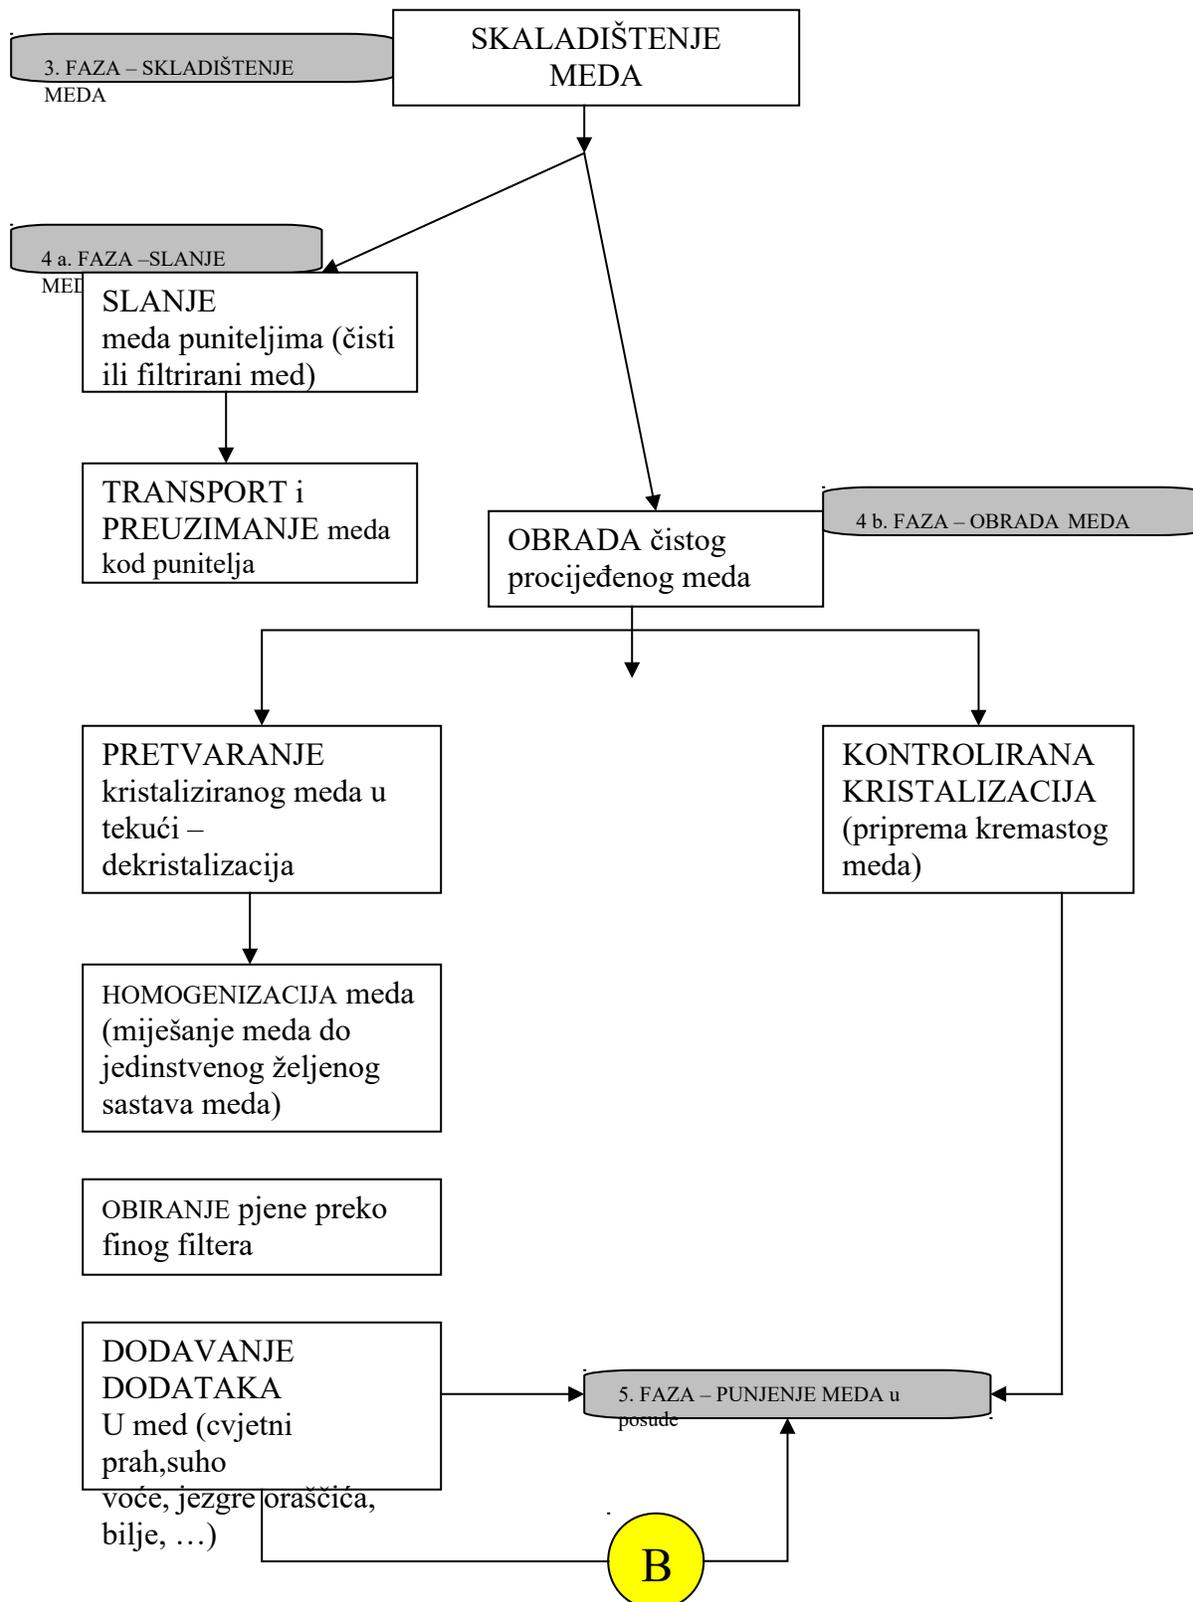 SKALADIŠTENJE
MEDA
3. FAZA – SKLADIŠTENJE
MEDA
4 a. FAZA –SLANJE
SLANJE
meda puniteljima (čisti
ili filtrirani med)
TRANSPORT i
PREUZIMANJE meda
kod punitelja
4 b. FAZA – OBRADA MEDA
OBRADA čistog
procijeđenog meda
PRETVARANJE
kristaliziranog meda u
tekući –
dekristalizacija
KONTROLIRANA
KRISTALIZACIJA
(priprema kremastog
meda)
HOMOGENIZACIJA meda
(miješanje meda do
jedinstvenog željenog
sastava meda)
OBIRANJE pjene preko
finog filtera
DODAVANJE
DODATAKA
U med (cvjetni
prah,suho
voće, jezgre oraščića,
bilje, …)
5. FAZA – PUNJENJE MEDA u
posude
B